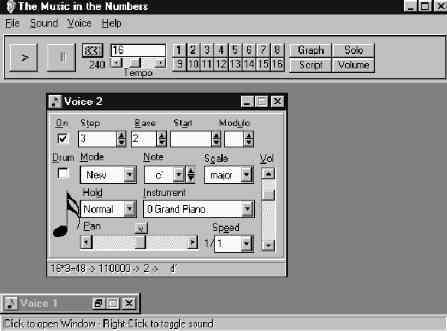 The Music in the Numbers
File Sound Voice Help
> || 83 16 1 2 3 4 5 6 7 8 Graph Solo
240 Tempo 9 10 11 12 13 14 15 16 Script Volume
Voice 2
On Step Base Start Modulo
3 2
Drum Mode Note Scale Vol
New c' major
Hold Instrument
Normal 0 Grand Piano
Pan v Speed
1/ 1
16*3=48 -> 110000 -> 2 -> d'
Voice 1
Click to open Window - Right-Click to toggle sound